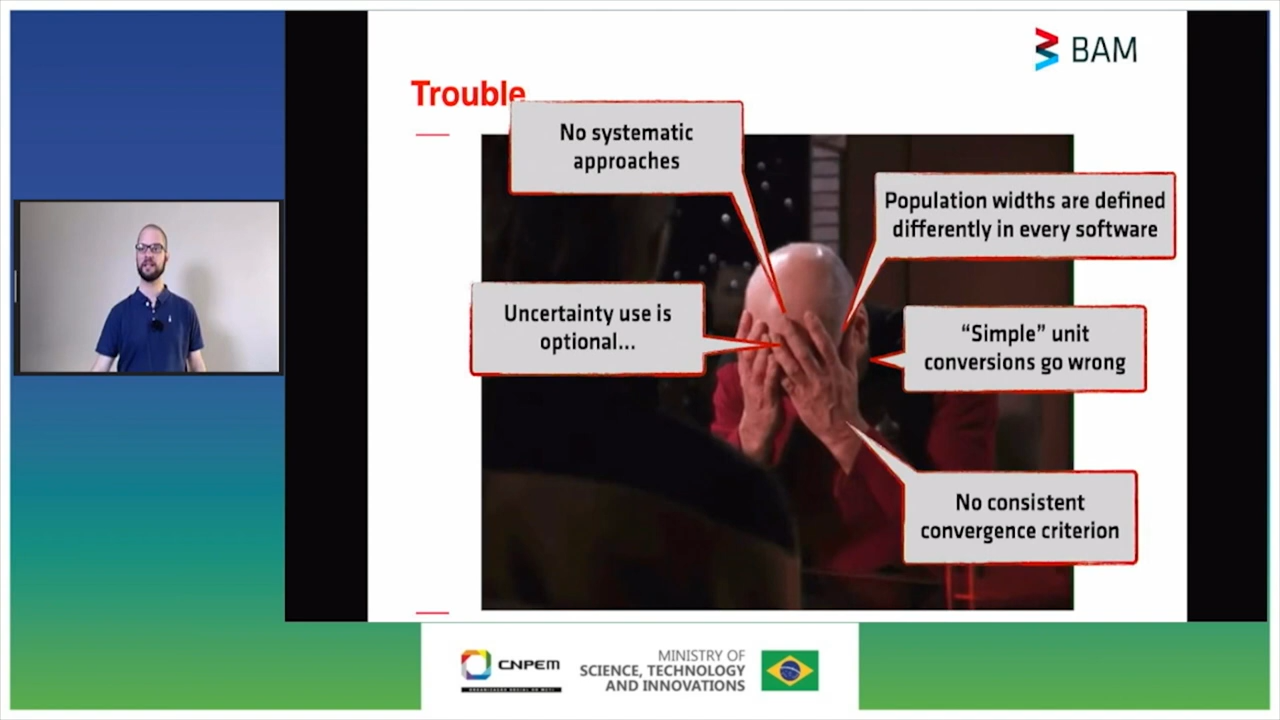 BAM
Trouble
No systematic
approaches
Population widths are defined
differently in every software
Uncertainty use is
optional...
“Simple” unit
conversions go wrong
No consistent
convergence criterion
CNPEM
MINISTRY OF
SCIENCE, TECHNOLOGY
AND INNOVATIONS